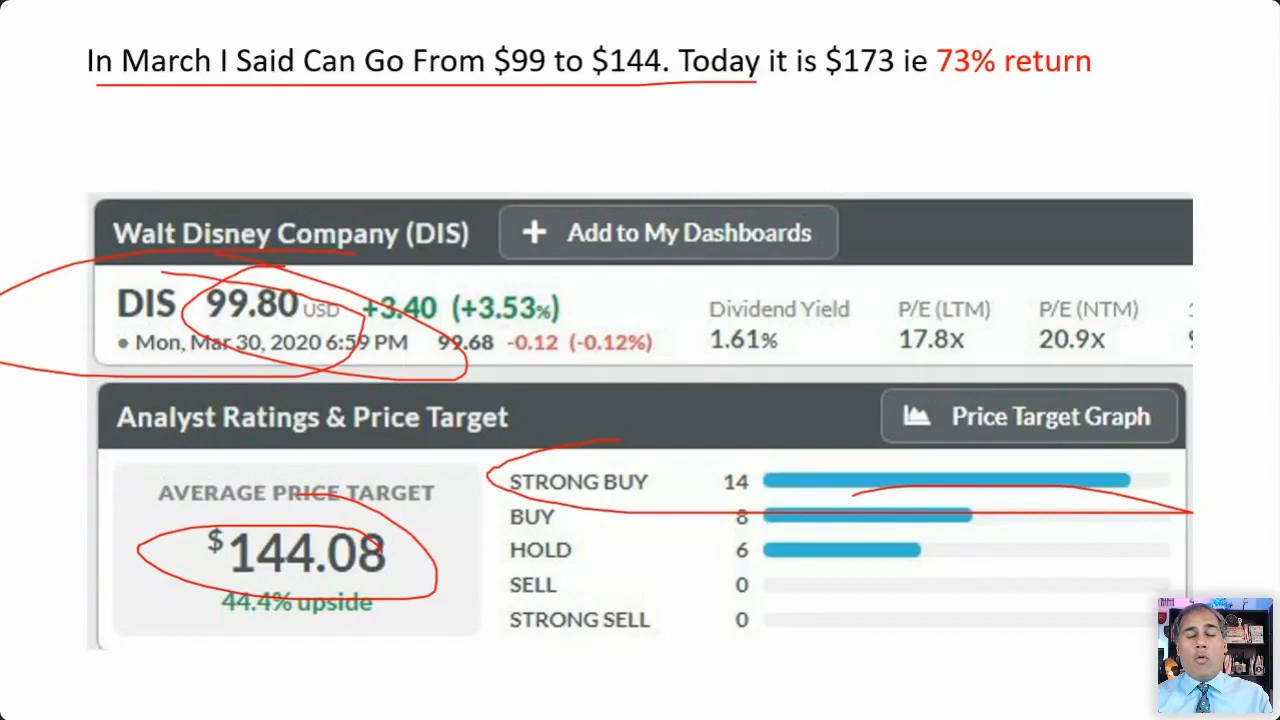 In March I Said Can Go From $99 to $144. Today it is $173 ie 73% return
Walt Disney Company (DIS)
+ Add to My Dashboards
DIS 99.80 USD +3.40 (+3.53%)
• Mon, Mar 30, 2020 6:59 PM 99.68 -0.12 (-0.12%)
Dividend Yield
1.61%
P/E (LTM)
17.8x
P/E (NTM)
20.9x
Analyst Ratings & Price Target
Price Target Graph
AVERAGE PRICE TARGET
$144.08
44.4% upside
STRONG BUY 14
BUY 8
HOLD 6
SELL 0
STRONG SELL 0